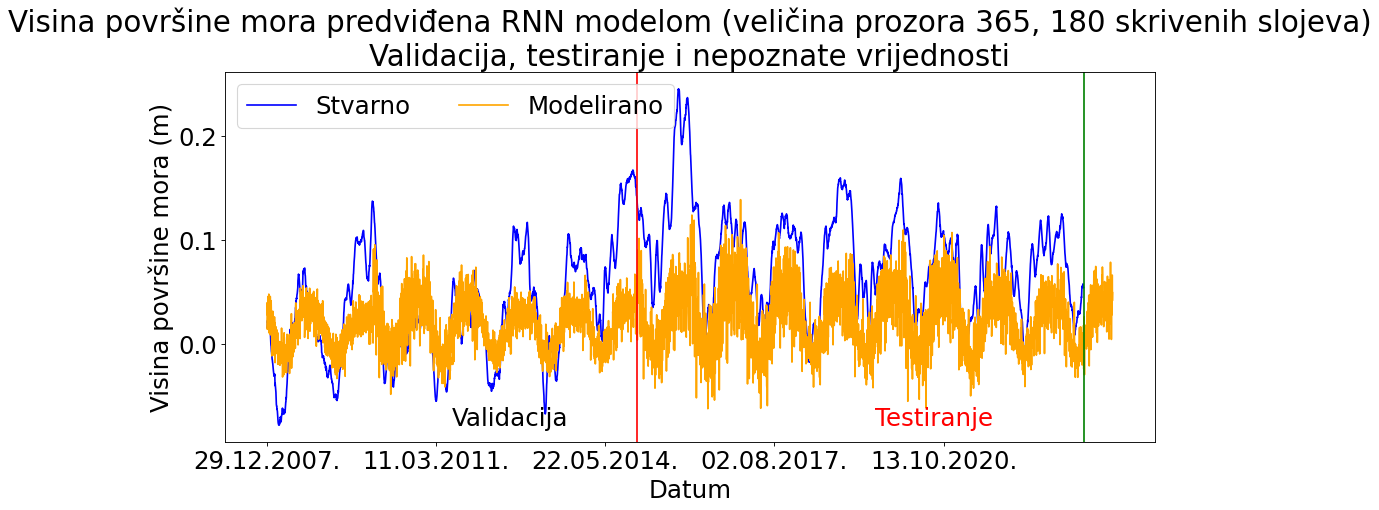 Visina površine mora predviđena RNN modelom (veličina prozora 365, 180 skrivenih slojeva)
Validacija, testiranje i nepoznate vrijednosti
Stvarno
Modelirano
Visina površine mora (m)
0.2
0.1
0.0
Validacija
Testiranje
29.12.2007.
11.03.2011.
22.05.2014.
02.08.2017.
13.10.2020.
Datum